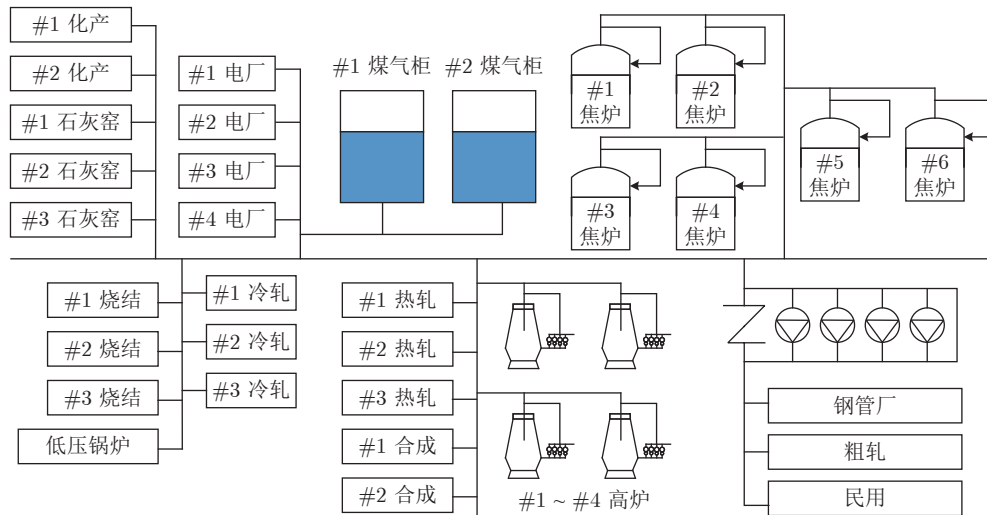 #1 化产
#2 化产
#1 石灰窑
#2 石灰窑
#3 石灰窑
#1 电厂
#2 电厂
#3 电厂
#4 电厂
#1 煤气柜
#2 煤气柜
#1
焦炉
#2
焦炉
#3
焦炉
#4
焦炉
#5
焦炉
#6
焦炉
#1 烧结
#2 烧结
#3 烧结
低压锅炉
#1 冷轧
#2 冷轧
#3 冷轧
#1 热轧
#2 热轧
#3 热轧
#1 合成
#2 合成
#1 ~ #4 高炉
钢管厂
粗轧
民用